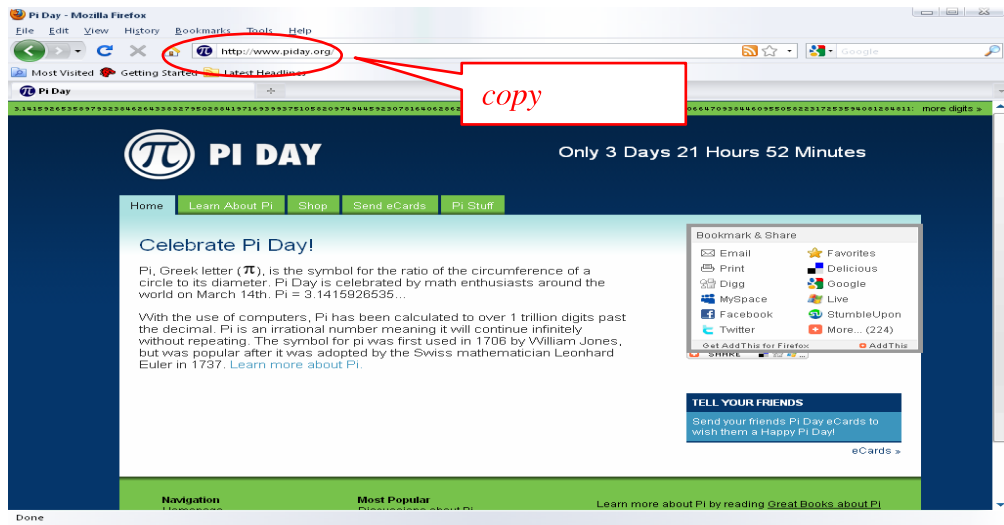 Pi Day - Mozilla Firefox
File Edit View History Bookmarks Tools Help
http://www.piday.org/
Google
Most Visited Getting Started Latest Headlines
Pi Day
copy
more digits »
π PI DAY
Only 3 Days 21 Hours 52 Minutes
Home Learn About Pi Shop Send eCards Pi Stuff
Celebrate Pi Day!
Pi, Greek letter (π), is the symbol for the ratio of the circumference of a
circle to its diameter. Pi Day is celebrated by math enthusiasts around the
world on March 14th. Pi = 3.1415926535...
With the use of computers, Pi has been calculated to over 1 trillion digits past
the decimal. Pi is an irrational number meaning it will continue infinitely
without repeating. The symbol for pi was first used in 1706 by William Jones,
but was popular after it was adopted by the Swiss mathematician Leonhard
Euler in 1737. Learn more about Pi.
Bookmark & Share
Email Favorites
Print Delicious
Digg Google
MySpace Live
Facebook StumbleUpon
Twitter More... (224)
Get AddThis for Firefox AddThis
SHARE
TELL YOUR FRIENDS
Send your friends Pi Day eCards to
wish them a Happy Pi Day!
eCards »
Navigation
Homepage
Most Popular
Discussions about Pi
Learn more about Pi by reading Great Books about Pi
Done